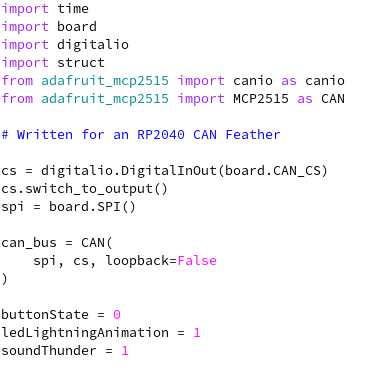 import time
import board
import digitalio
import struct
from adafruit_mcp2515 import canio as canio
from adafruit_mcp2515 import MCP2515 as CAN

# Written for an RP2040 CAN Feather

cs = digitalio.DigitalInOut(board.CAN_CS)
cs.switch_to_output()
spi = board.SPI()

can_bus = CAN(
    spi, cs, loopback=False
)

buttonState = 0
ledLightningAnimation = 1
soundThunder = 1